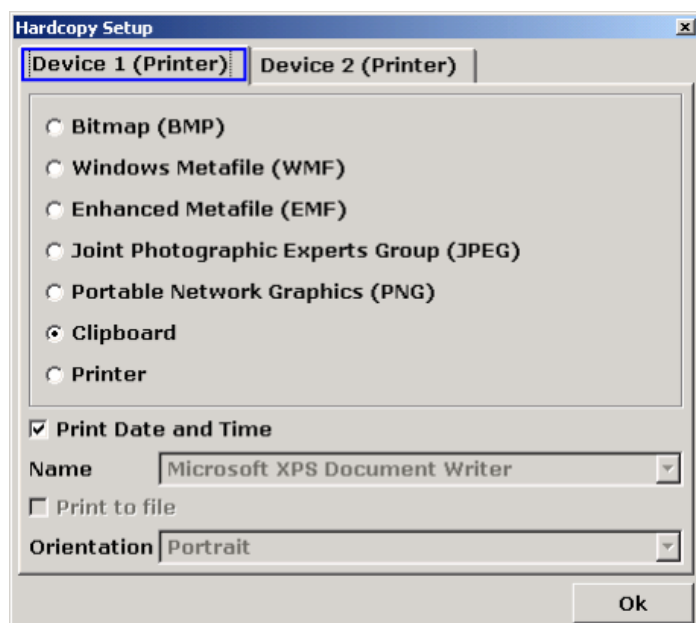 Hardcopy Setup
Device 1 (Printer) Device 2 (Printer)
Bitmap (BMP)
Windows Metafile (WMF)
Enhanced Metafile (EMF)
Joint Photographic Experts Group (JPEG)
Portable Network Graphics (PNG)
Clipboard
Printer
Print Date and Time
Name Microsoft XPS Document Writer
Print to file
Orientation Portrait
Ok